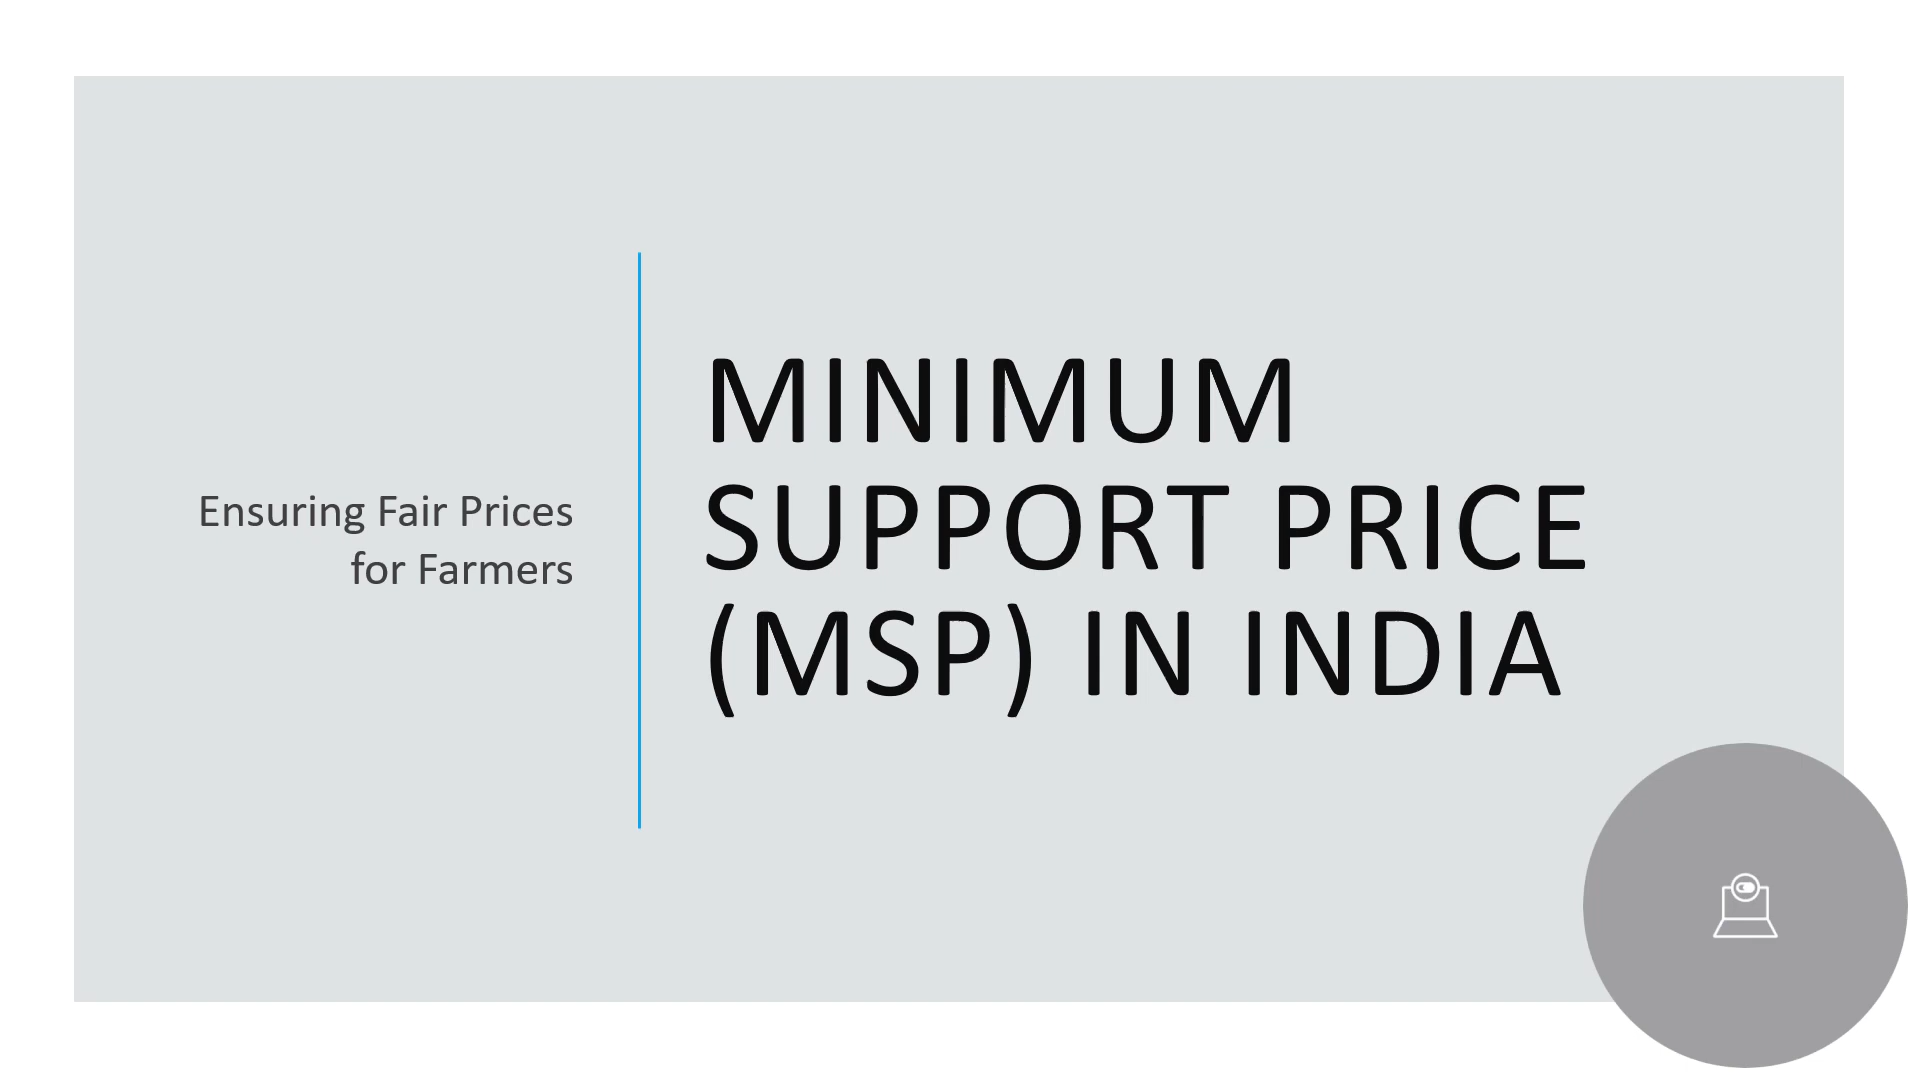 Ensuring Fair Prices
for Farmers
MINIMUM
SUPPORT PRICE
(MSP) IN INDIA